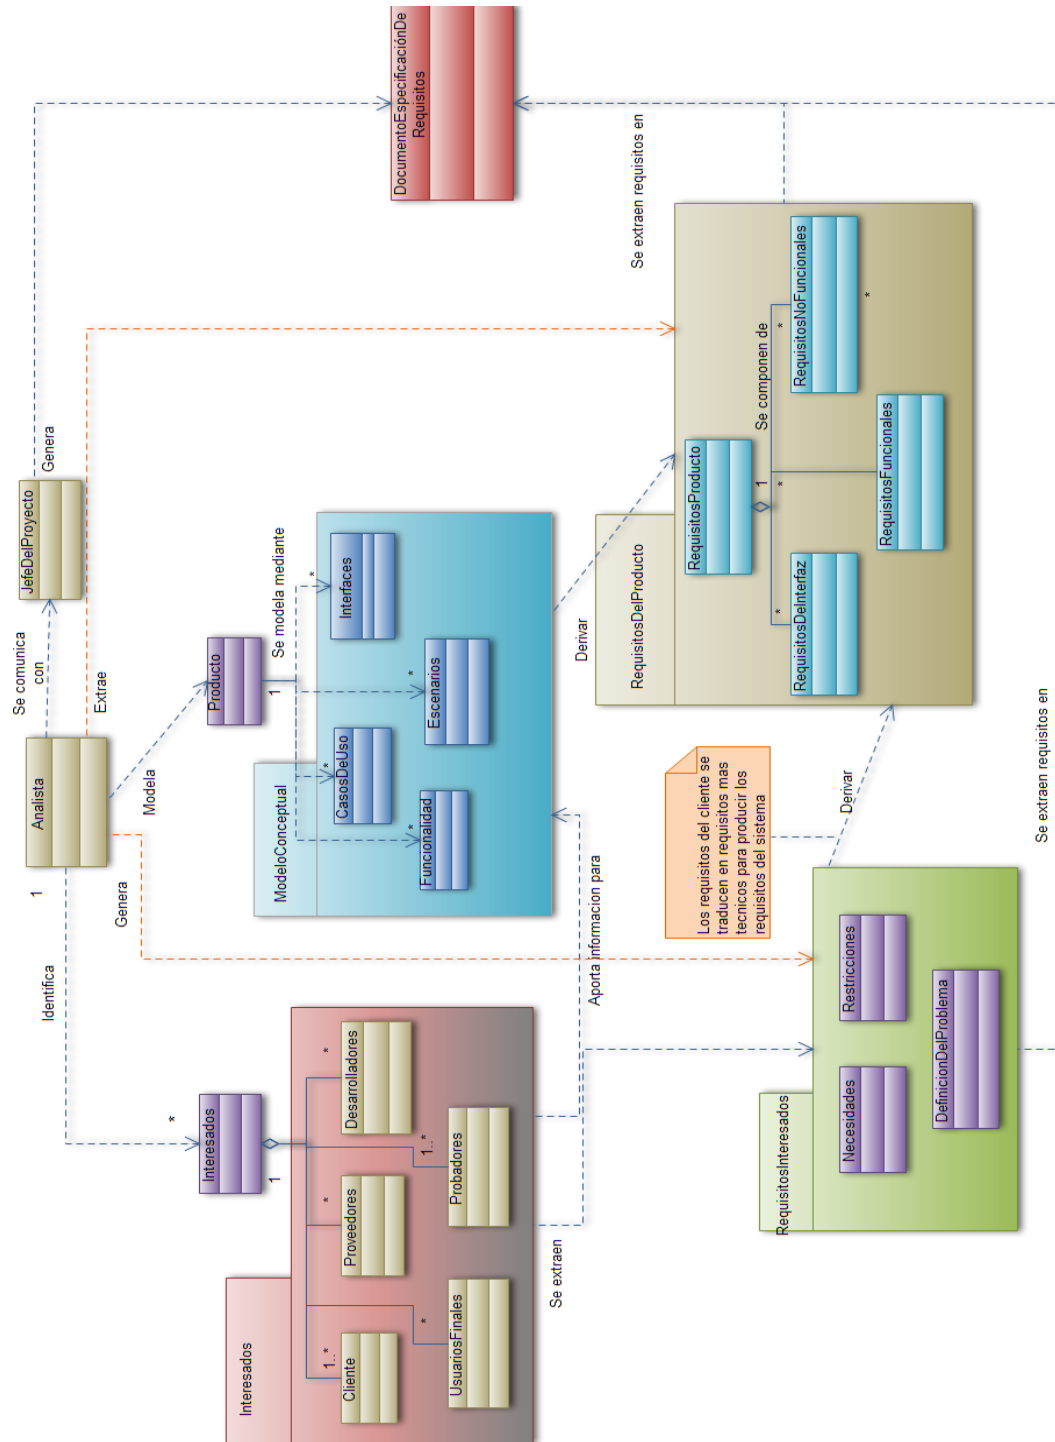 Se comunica
con
JefeDelProyecto
Analista
1
Genera
Identifica
Extrae
Genera
Modela
*
Interesados
Producto
1
1
Se modela mediante
Interesados
ModeloConceptual
*
*
Interfaces
CasosDeUso
*
*
Escenarios
Funcionalidad
1..*
*
*
Cliente
Proveedores
Desarrolladores
*
1..*
UsuariosFinales
Probadores
DocumentoEspecificaciónDe
Requisitos
Se extraen
Aporta informacion para
Derivar
Se extraen requisitos en
RequisitosDelProducto
RequisitosProducto
1
Se componen de
*
*
*
*
RequisitosDeInterfaz
RequisitosNoFuncionales
RequisitosFuncionales
Los requisitos del cliente se
traducen en requisitos mas
tecnicos para producir los
requisitos del sistema
Derivar
RequisitosInteresados
Necesidades
Restricciones
DefinicionDelProblema
Se extraen requisitos en